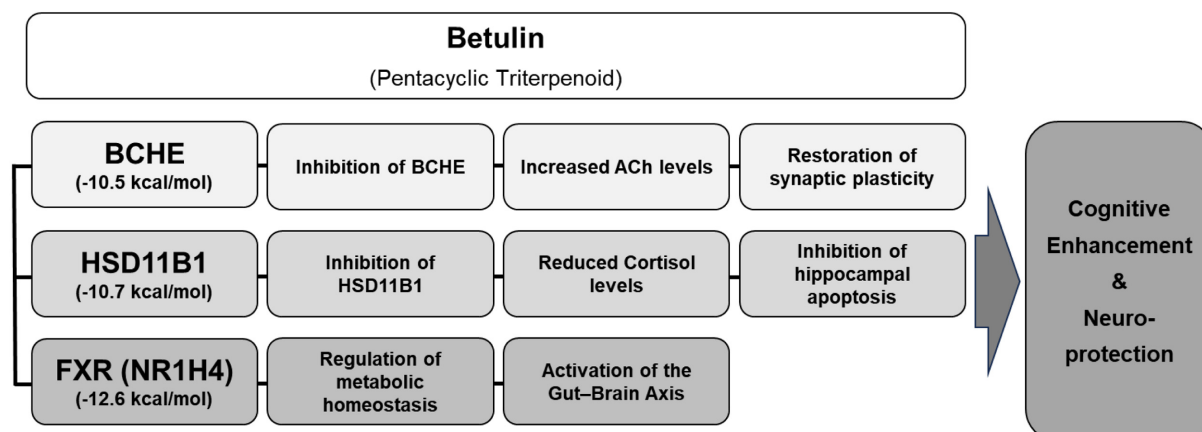 Betulin
(Pentacyclic Triterpenoid)
BCHE
(-10.5 kcal/mol)
Inhibition of BCHE
Increased ACh levels
Restoration of
synaptic plasticity
HSD11B1
(-10.7 kcal/mol)
Inhibition of
HSD11B1
Reduced Cortisol
levels
Inhibition of
hippocampal
apoptosis
FXR (NR1H4)
(-12.6 kcal/mol)
Regulation of
metabolic
homeostasis
Activation of the
Gut–Brain Axis
Cognitive
Enhancement
&
Neuro-
protection